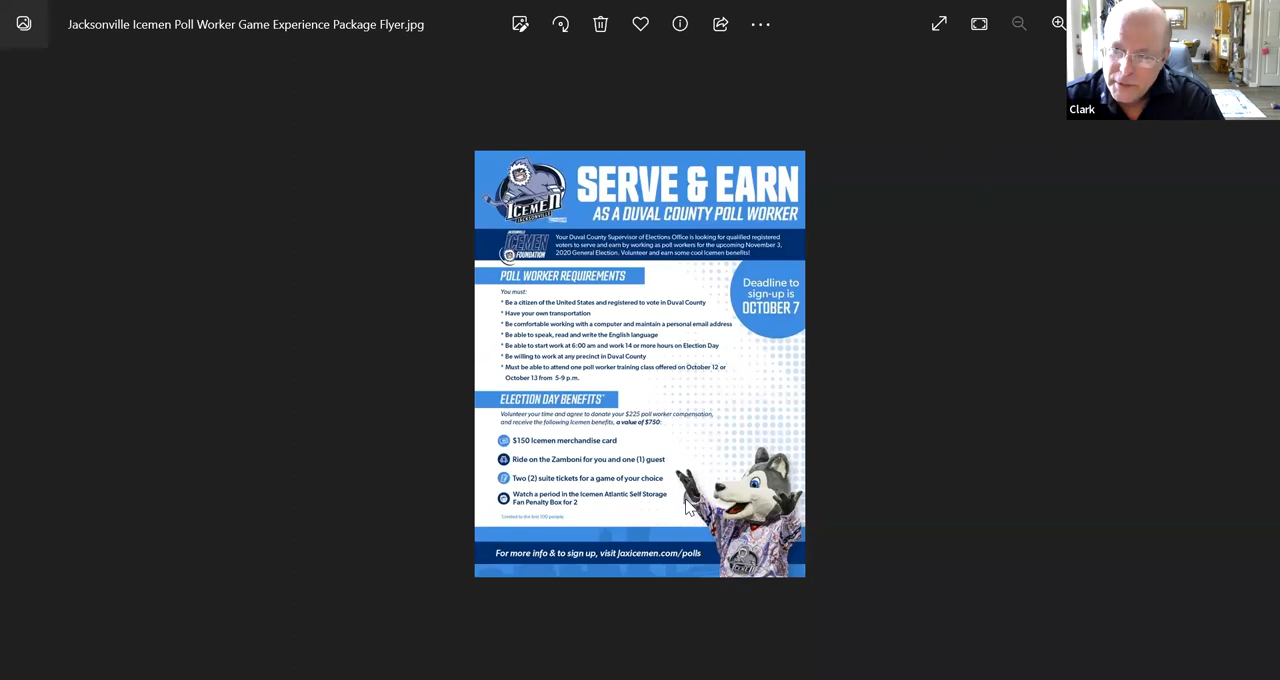 Jacksonville Icemen Poll Worker Game Experience Package Flyer.jpg
Clark
ICEMEN
JACKSONVILLE
SERVE & EARN
AS A DUVAL COUNTY POLL WORKER
JACKSONVILLE
ICEMEN
FOUNDATION
Your Duval County Supervisor of Elections Office is looking for qualified registered
voters to serve and earn by working as poll workers for the upcoming November 3,
2020 General Election. Volunteer and earn some cool Icemen benefits!
POLL WORKER REQUIREMENTS
Deadline to
sign-up is
OCTOBER 7
You must:
* Be a citizen of the United States and registered to vote in Duval County
* Have your own transportation
* Be comfortable working with a computer and maintain a personal email address
* Be able to speak, read and write the English language
* Be able to start work at 6:00 am and work 14 or more hours on Election Day
* Be willing to work at any precinct in Duval County
* Must be able to attend one poll worker training class offered on October 12 or
October 13 from 5-9 p.m.
ELECTION DAY BENEFITS*
Volunteer your time and agree to donate your $225 poll worker compensation,
and receive the following Icemen benefits, a value of $750:
$150 Icemen merchandise card
Ride on the Zamboni for you and one (1) guest
Two (2) suite tickets for a game of your choice
Watch a period in the Icemen Atlantic Self Storage
Fan Penalty Box for 2
*Limited to the first 100 people
For more info & to sign up, visit Jaxicemen.com/polls
ICEMEN